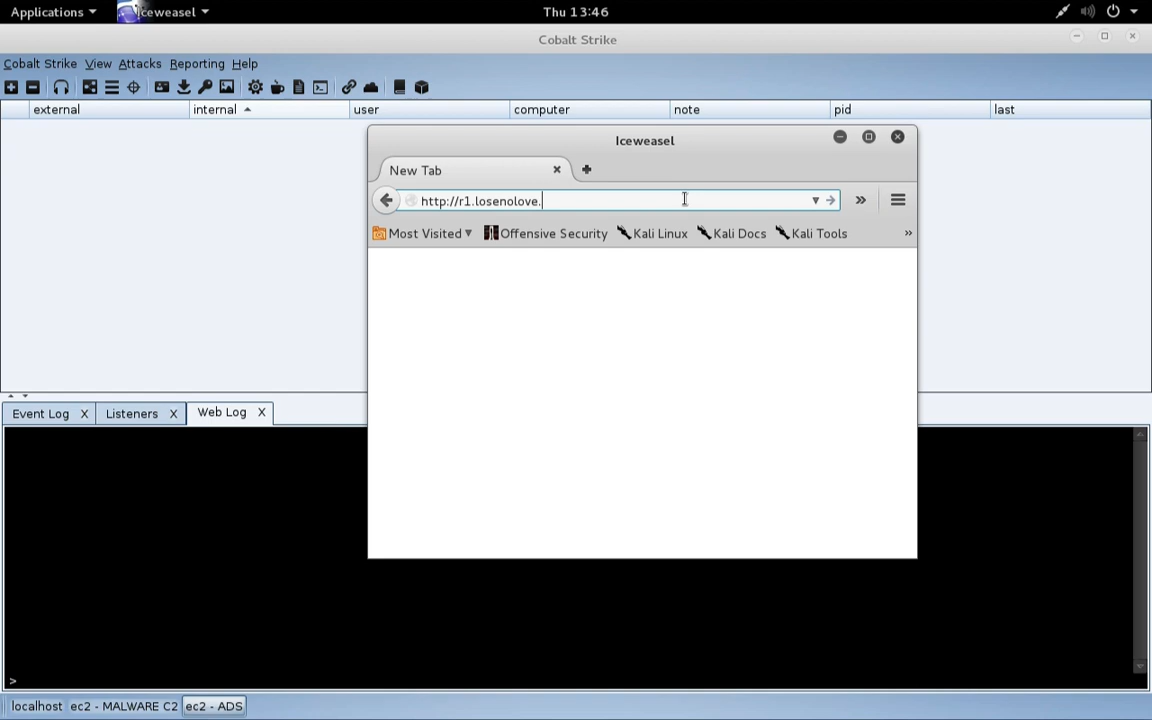 Applications Iceweasel Thu 13:46
Cobalt Strike
Cobalt Strike View Attacks Reporting Help
external internal user computer note pid last
Iceweasel
New Tab
http://r1.losenolove.
Most Visited Offensive Security Kali Linux Kali Docs Kali Tools »
Event Log X Listeners X Web Log X
>
localhost ec2 - MALWARE C2 ec2 - ADS